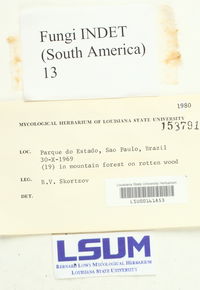 Fungi INDET
(South America)
13
1980
MYCOLOGICAL HERBARIUM OF LOUISIANA STATE UNIVERSITY
153791
LOC. Parque do Estado, Sao Paulo, Brazil
30-X-1969
(19) in mountain forest on rotten wood
LEG. B.V. Skortzov
DET.
Louisiana State University Herbarium
LSU00141453
LSUM
BERNARD LOWY MYCOLOGICAL HERBARIUM
LOUISIANA STATE UNIVERSITY